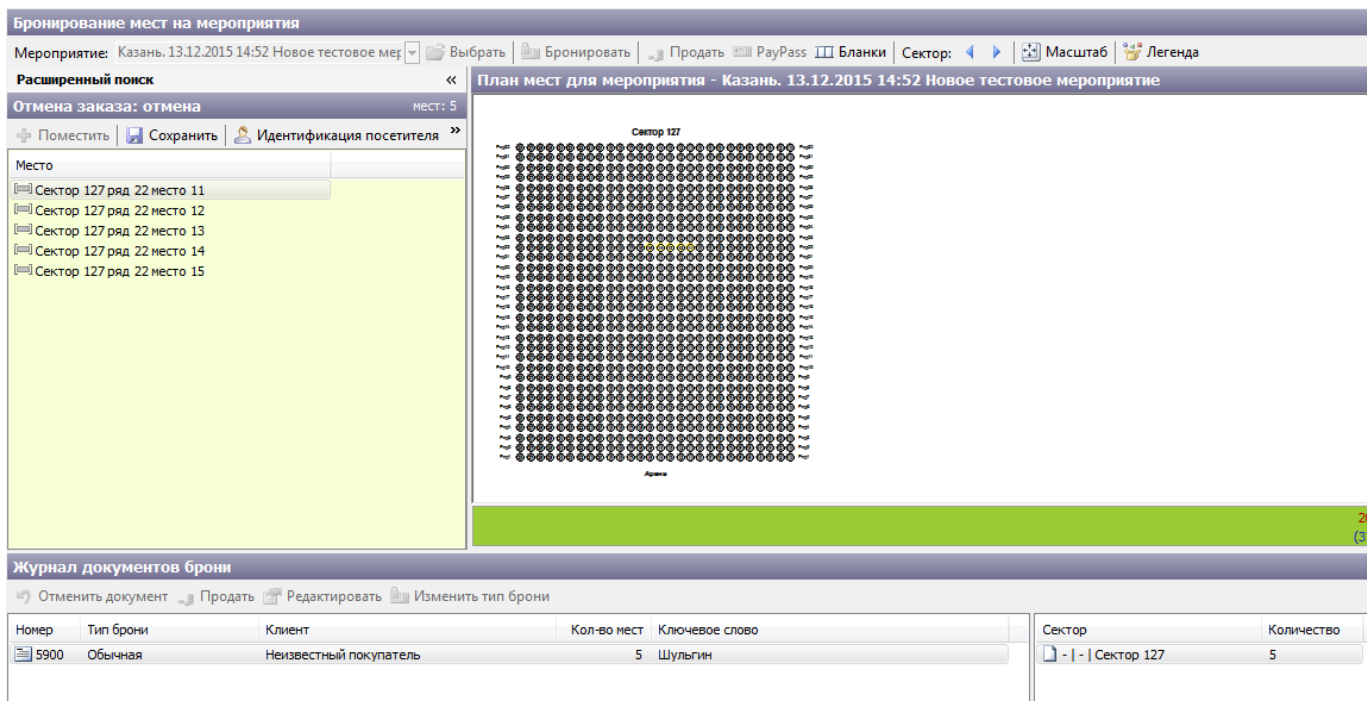 Бронирование мест на мероприятия
Мероприятие: Казань. 13.12.2015 14:52 Новое тестовое мер Выбрать Бронировать Продать PayPass Бланки Сектор: Масштаб Легенда
Расширенный поиск «
План мест для мероприятия - Казань. 13.12.2015 14:52 Новое тестовое мероприятие
Отмена заказа: отмена мест: 5
Поместить Сохранить Идентификация посетителя »
Место
Сектор 127 ряд 22 место 11
Сектор 127 ряд 22 место 12
Сектор 127 ряд 22 место 13
Сектор 127 ряд 22 место 14
Сектор 127 ряд 22 место 15
Сектор 127
Арена
Журнал документов брони
Отменить документ Продать Редактировать Изменить тип брони
Номер Тип брони Клиент Кол-во мест Ключевое слово
5900 Обычная Неизвестный покупатель 5 Шульгин
Сектор Количество
- | - | Сектор 127 5